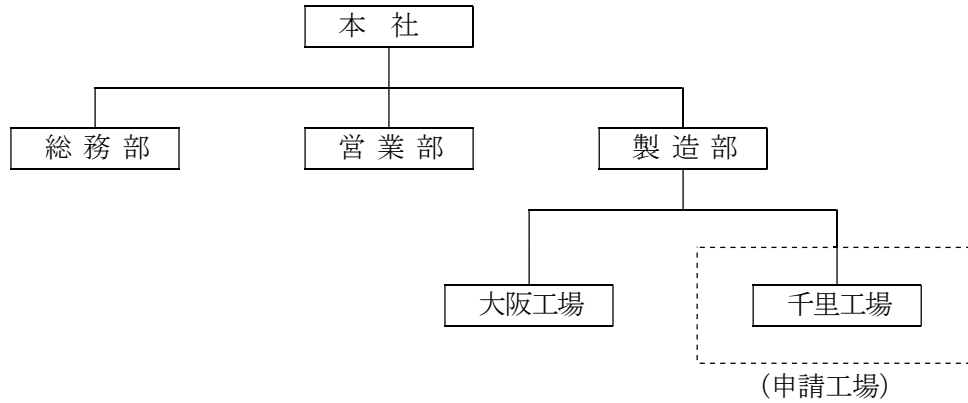 本 社
総 務 部
営 業 部
製 造 部
大阪工場
千里工場
（申請工場）